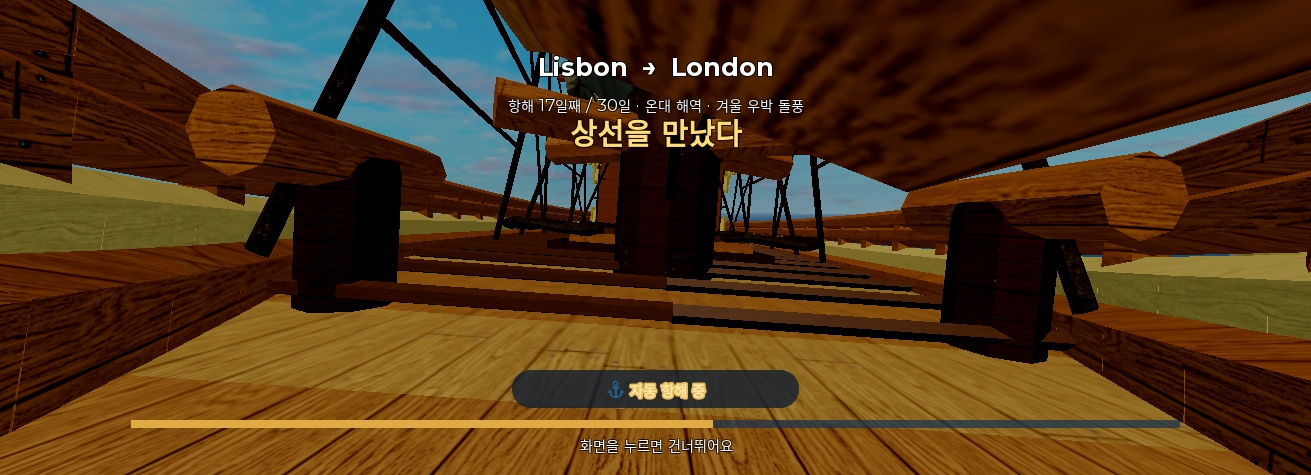 Lisbon → London
항해 17일째 / 30일 · 온대 해역 · 겨울 우박 돌풍
상선을 만났다
⚓ 자동 항해 중
화면을 누르면 건너뛰어요